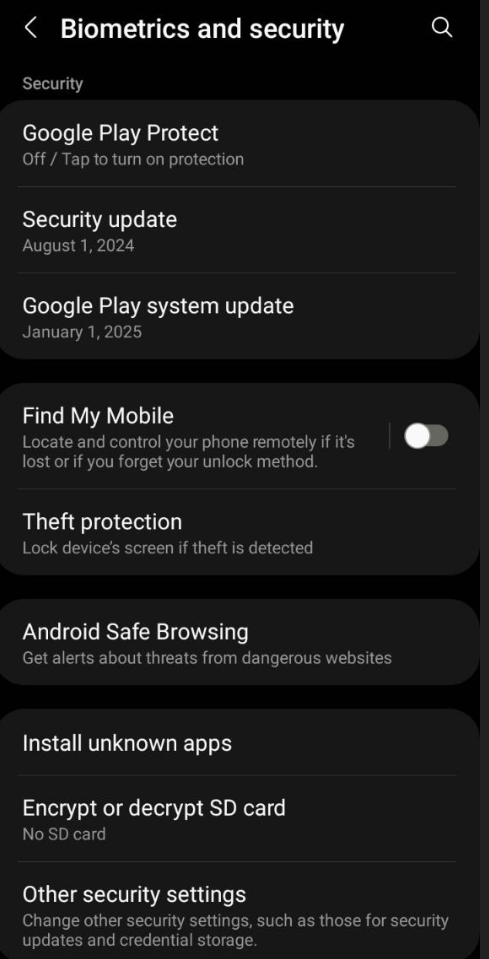 Biometrics and security
Security
Google Play Protect
Off / Tap to turn on protection
Security update
August 1, 2024
Google Play system update
January 1, 2025
Find My Mobile
Locate and control your phone remotely if it's
lost or if you forget your unlock method.
Theft protection
Lock device's screen if theft is detected
Android Safe Browsing
Get alerts about threats from dangerous websites
Install unknown apps
Encrypt or decrypt SD card
No SD card
Other security settings
Change other security settings, such as those for security
updates and credential storage.